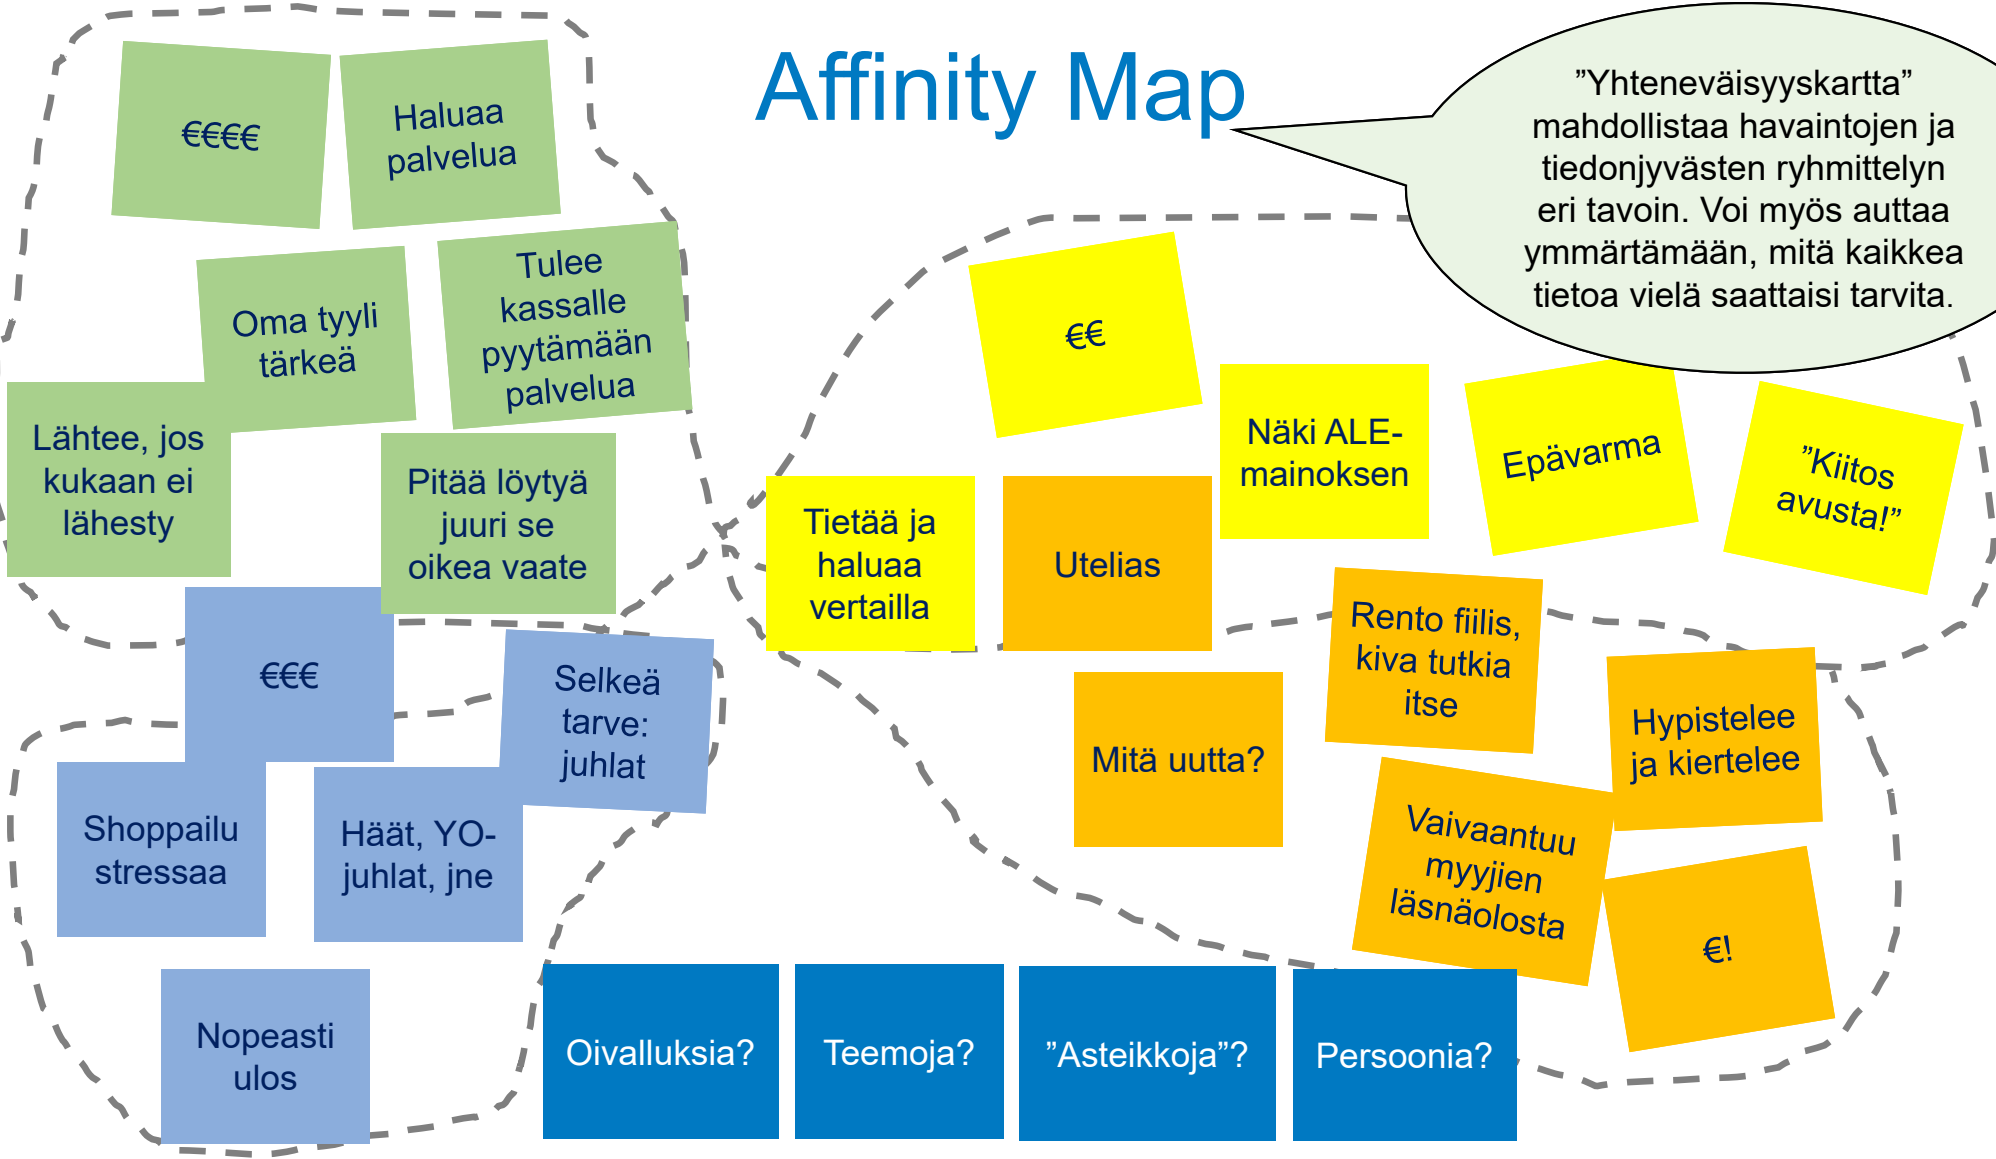 Affinity Map
”Yhteneväisyyskartta”
mahdollistaa havaintojen ja
tiedonjyvästen ryhmittelyn
eri tavoin. Voi myös auttaa
ymmärtämään, mitä kaikkea
tietoa vielä saattaisi tarvita.
€€€€
Haluaa
palvelua
Oma tyyli
tärkeä
Tulee
kassalle
pyytämään
palvelua
Lähtee, jos
kukaan ei
lähesty
Pitää löytyä
juuri se
oikea vaate
€€
Näki ALE-
mainoksen
Epävarma
”Kiitos
avusta!”
Tietää ja
haluaa
vertailla
Utelias
Rento fiilis,
kiva tutkia
itse
Mitä uutta?
Hypistelee
ja kiertelee
Vaivaantuu
myyjien
läsnäolosta
€!
€€€
Selkeä
tarve:
juhlat
Shoppailu
stressaa
Häät, YO-
juhlat, jne
Nopeasti
ulos
Oivalluksia?
Teemoja?
”Asteikkoja”?
Persoonia?